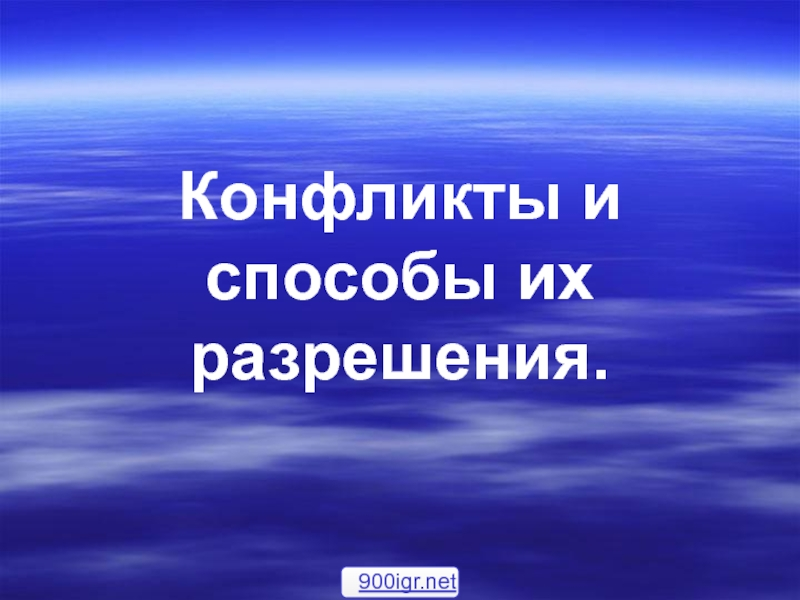 Конфликты и
способы их
разрешения.
900igr.net